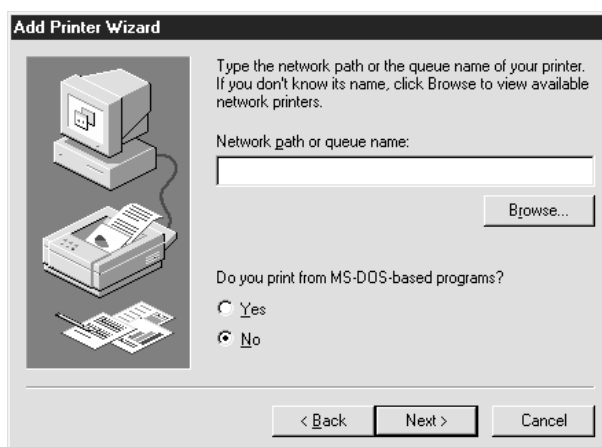 Add Printer Wizard
Type the network path or the queue name of your printer.
If you don't know its name, click Browse to view available
network printers.
Network path or queue name:
Browse...
Do you print from MS-DOS-based programs?
Yes
No
< Back
Next >
Cancel